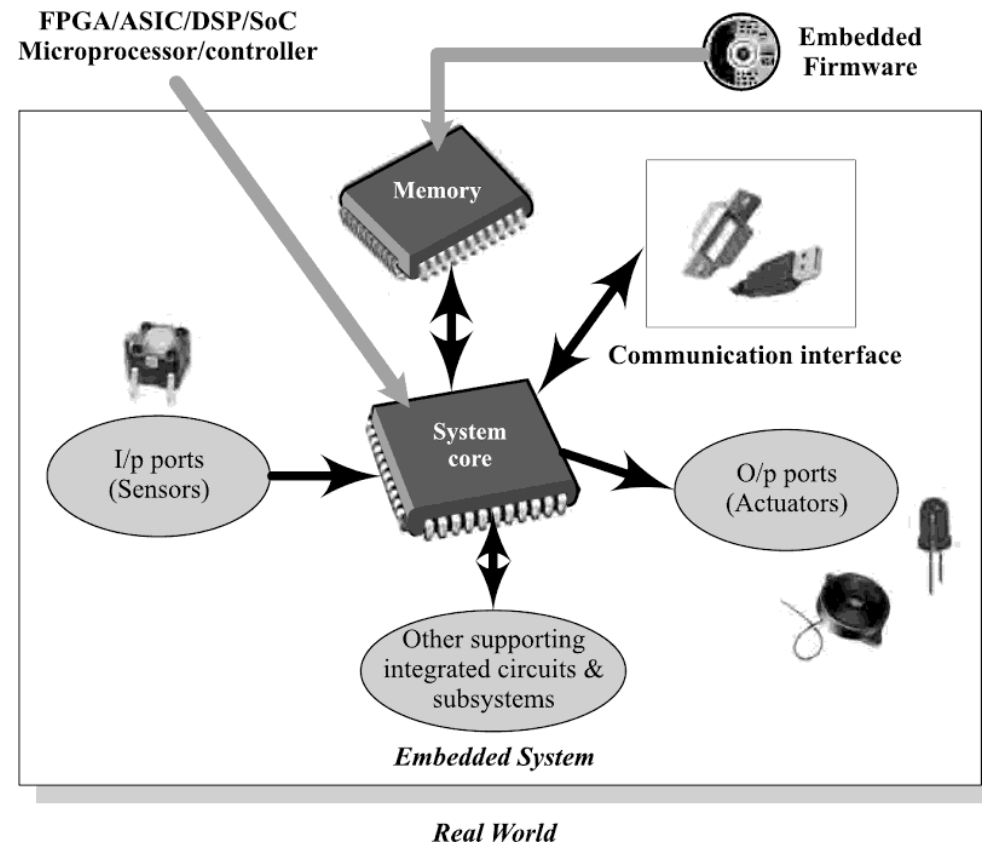 FPGA/ASIC/DSP/SoC
Microprocessor/controller
Embedded
Firmware
Memory
Communication interface
System
core
I/p ports
(Sensors)
O/p ports
(Actuators)
Other supporting
integrated circuits &
subsystems
Embedded System
Real World